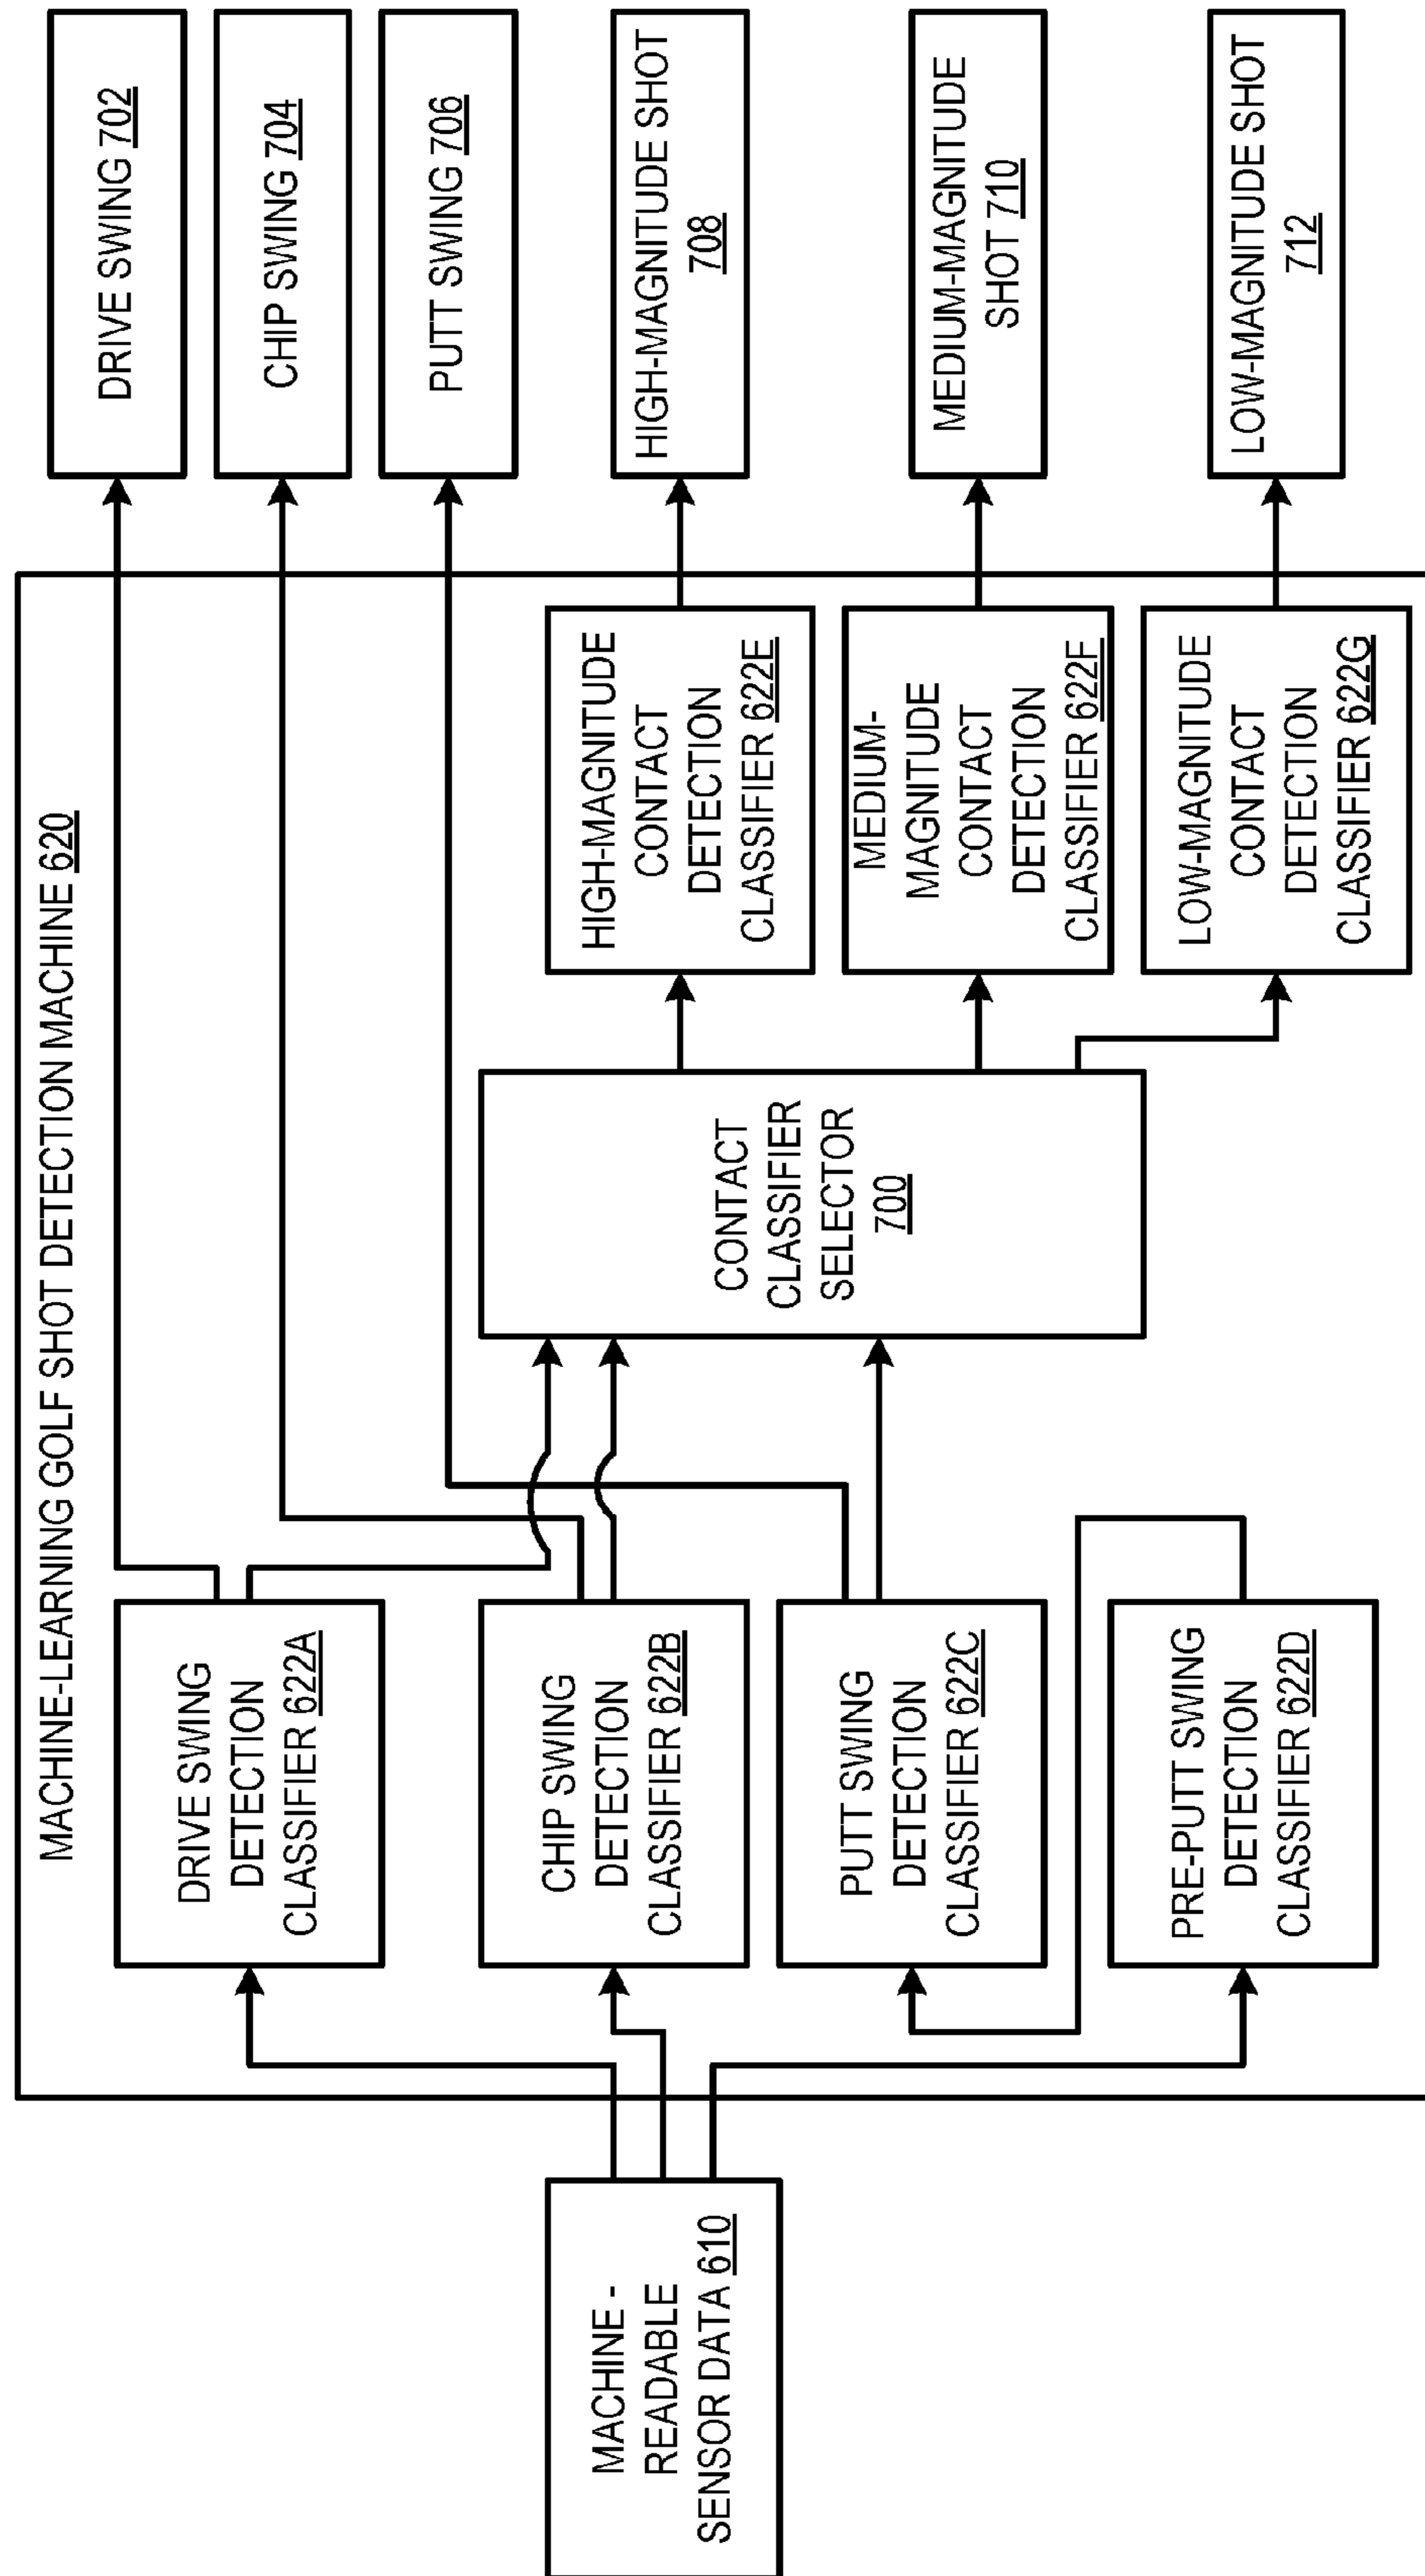 MACHINE-LEARNING GOLF SHOT DETECTION MACHINE 620
MACHINE -
READABLE
SENSOR DATA 610
DRIVE SWING
DETECTION
CLASSIFIER 622A
CHIP SWING
DETECTION
CLASSIFIER 622B
PUTT SWING
DETECTION
CLASSIFIER 622C
PRE-PUTT SWING
DETECTION
CLASSIFIER 622D
CONTACT
CLASSIFIER
SELECTOR
700
HIGH-MAGNITUDE
CONTACT
DETECTION
CLASSIFIER 622E
MEDIUM-
MAGNITUDE
CONTACT
DETECTION
CLASSIFIER 622F
LOW-MAGNITUDE
CONTACT
DETECTION
CLASSIFIER 622G
DRIVE SWING 702
CHIP SWING 704
PUTT SWING 706
HIGH-MAGNITUDE SHOT
708
MEDIUM-MAGNITUDE
SHOT 710
LOW-MAGNITUDE SHOT
712